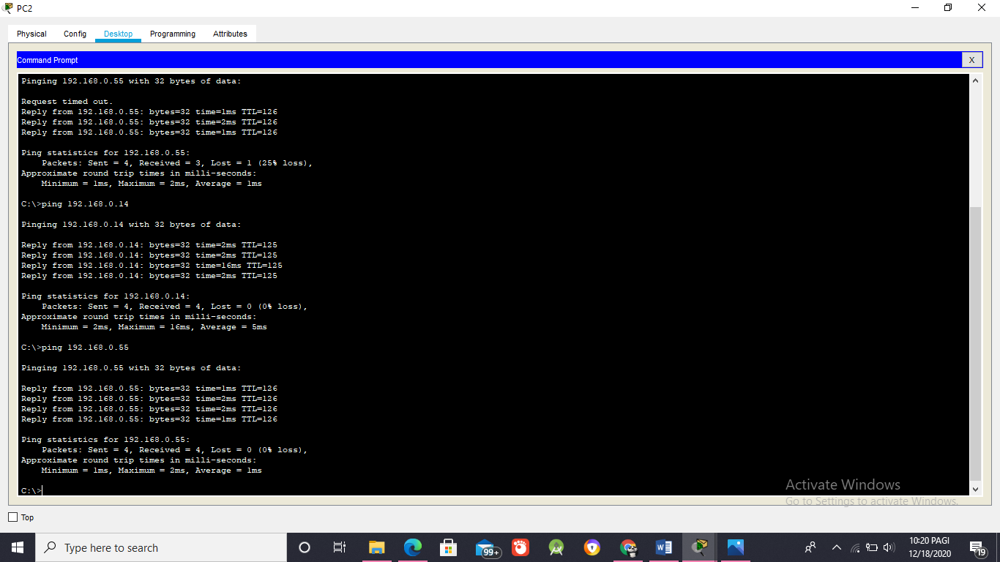 PC2
Physical Config Desktop Programming Attributes
Command Prompt
X
Pinging 192.168.0.55 with 32 bytes of data:
Request timed out.
Reply from 192.168.0.55: bytes=32 time=1ms TTL=126
Reply from 192.168.0.55: bytes=32 time=2ms TTL=126
Reply from 192.168.0.55: bytes=32 time=1ms TTL=126
Ping statistics for 192.168.0.55:
Packets: Sent = 4, Received = 3, Lost = 1 (25% loss),
Approximate round trip times in milli-seconds:
Minimum = 1ms, Maximum = 2ms, Average = 1ms
C:\>ping 192.168.0.14
Pinging 192.168.0.14 with 32 bytes of data:
Reply from 192.168.0.14: bytes=32 time=2ms TTL=125
Reply from 192.168.0.14: bytes=32 time=2ms TTL=125
Reply from 192.168.0.14: bytes=32 time=16ms TTL=125
Reply from 192.168.0.14: bytes=32 time=2ms TTL=125
Ping statistics for 192.168.0.14:
Packets: Sent = 4, Received = 4, Lost = 0 (0% loss),
Approximate round trip times in milli-seconds:
Minimum = 2ms, Maximum = 16ms, Average = 5ms
C:\>ping 192.168.0.55
Pinging 192.168.0.55 with 32 bytes of data:
Reply from 192.168.0.55: bytes=32 time=1ms TTL=126
Reply from 192.168.0.55: bytes=32 time=2ms TTL=126
Reply from 192.168.0.55: bytes=32 time=2ms TTL=126
Reply from 192.168.0.55: bytes=32 time=1ms TTL=126
Ping statistics for 192.168.0.55:
Packets: Sent = 4, Received = 4, Lost = 0 (0% loss),
Approximate round trip times in milli-seconds:
Minimum = 1ms, Maximum = 2ms, Average = 1ms
C:\>
Activate Windows
Go to Settings to activate Windows.
Top
Type here to search
99+
10:20 PAGI
12/18/2020
19